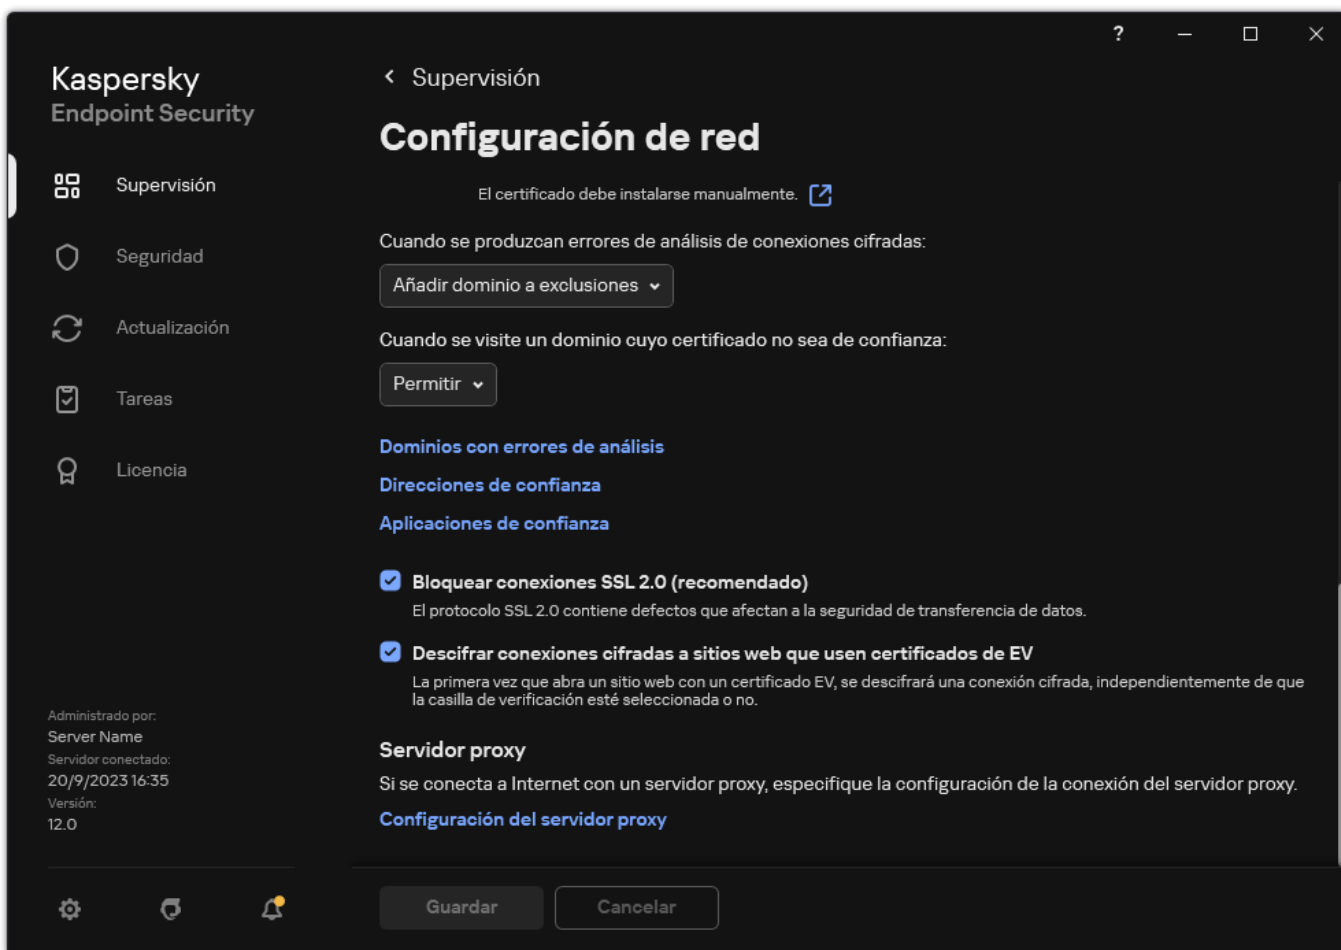 ?
Kaspersky
Endpoint Security
Supervisión
Seguridad
Actualización
Tareas
Licencia
Administrado por:
Server Name
Servidor conectado:
20/9/2023 16:35
Versión:
12.0
Supervisión
Configuración de red
El certificado debe instalarse manualmente.
Cuando se produzcan errores de análisis de conexiones cifradas:
Añadir dominio a exclusiones
Cuando se visite un dominio cuyo certificado no sea de confianza:
Permitir
Dominios con errores de análisis
Direcciones de confianza
Aplicaciones de confianza
Bloquear conexiones SSL 2.0 (recomendado)
El protocolo SSL 2.0 contiene defectos que afectan a la seguridad de transferencia de datos.
Descifrar conexiones cifradas a sitios web que usen certificados de EV
La primera vez que abra un sitio web con un certificado EV, se descifrará una conexión cifrada, independientemente de que
la casilla de verificación esté seleccionada o no.
Servidor proxy
Si se conecta a Internet con un servidor proxy, especifique la configuración de la conexión del servidor proxy.
Configuración del servidor proxy
Guardar
Cancelar